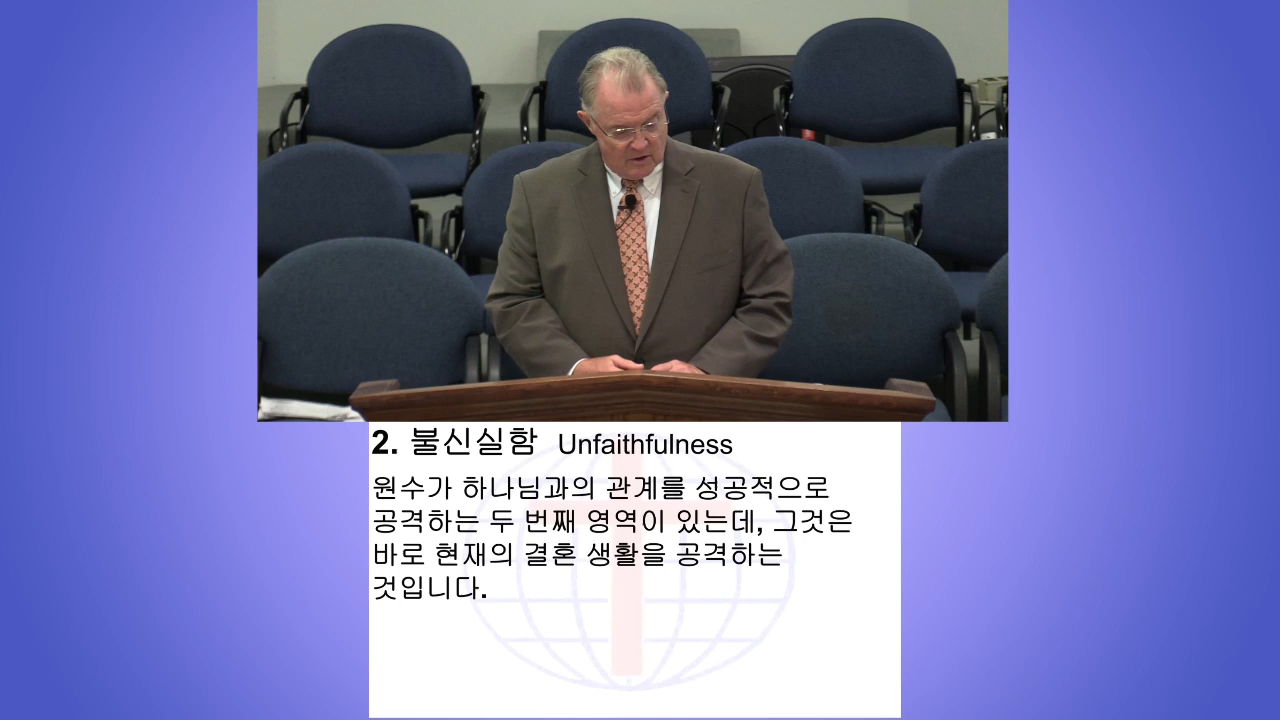 2. 불신실함 Unfaithfulness
원수가 하나님과의 관계를 성공적으로
공격하는 두 번째 영역이 있는데, 그것은
바로 현재의 결혼 생활을 공격하는
것입니다.